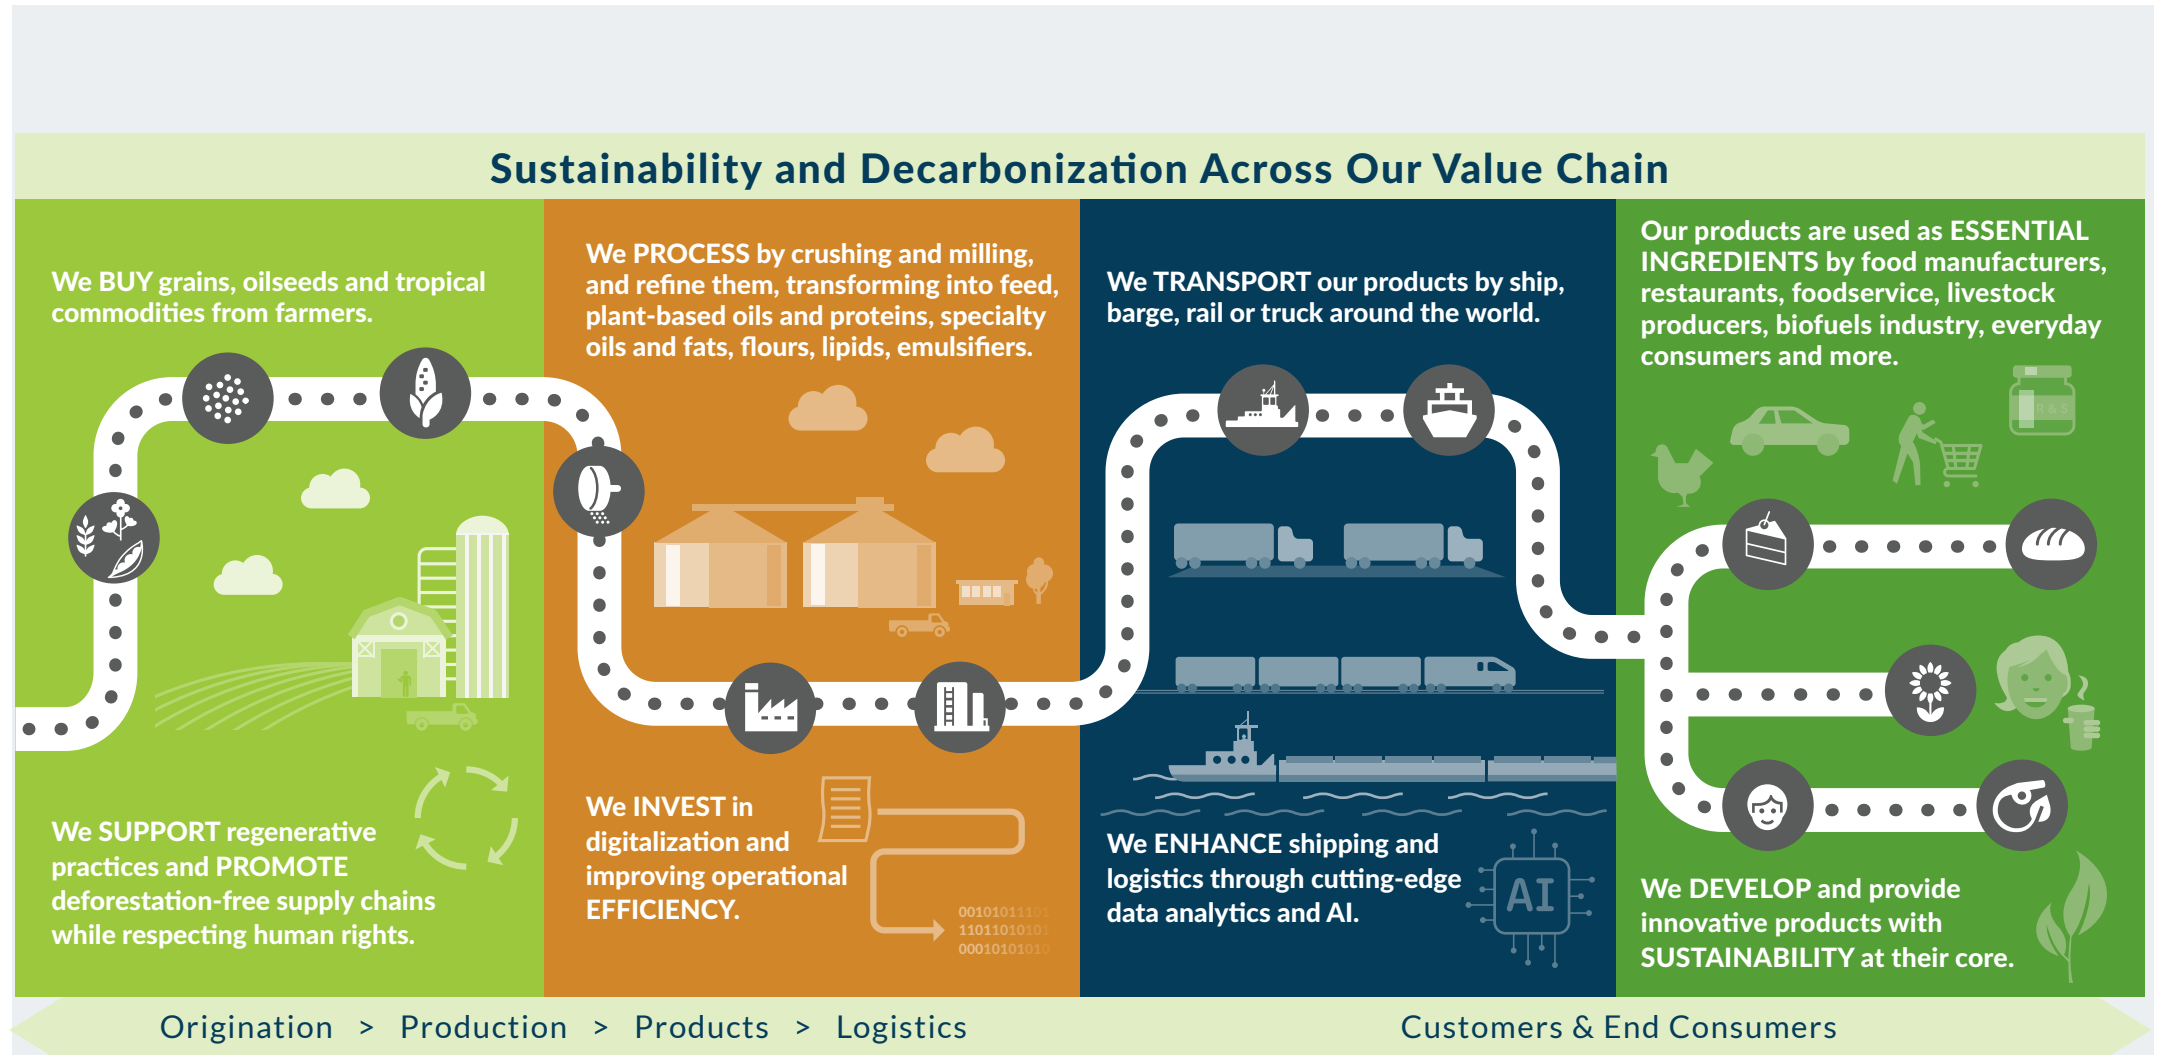 Sustainability and Decarbonization Across Our Value Chain
We BUY grains, oilseeds and tropical
commodities from farmers.
We SUPPORT regenerative
practices and PROMOTE
deforestation-free supply chains
while respecting human rights.
We PROCESS by crushing and milling,
and refine them, transforming into feed,
plant-based oils and proteins, specialty
oils and fats, flours, lipids, emulsifiers.
We INVEST in
digitalization and
improving operational
EFFICIENCY.
00101011101
11011010101
00010101010
We TRANSPORT our products by ship,
barge, rail or truck around the world.
We ENHANCE shipping and
logistics through cutting-edge
data analytics and AI.
AI
Our products are used as ESSENTIAL
INGREDIENTS by food manufacturers,
restaurants, foodservice, livestock
producers, biofuels industry, everyday
consumers and more.
R & S
We DEVELOP and provide
innovative products with
SUSTAINABILITY at their core.
Origination > Production > Products > Logistics
Customers & End Consumers